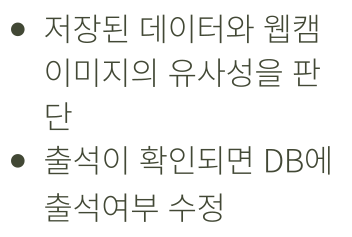 • 저장된 데이터와 웹캠
이미지의 유사성을 판
단
• 출석이 확인되면 DB에
출석여부 수정